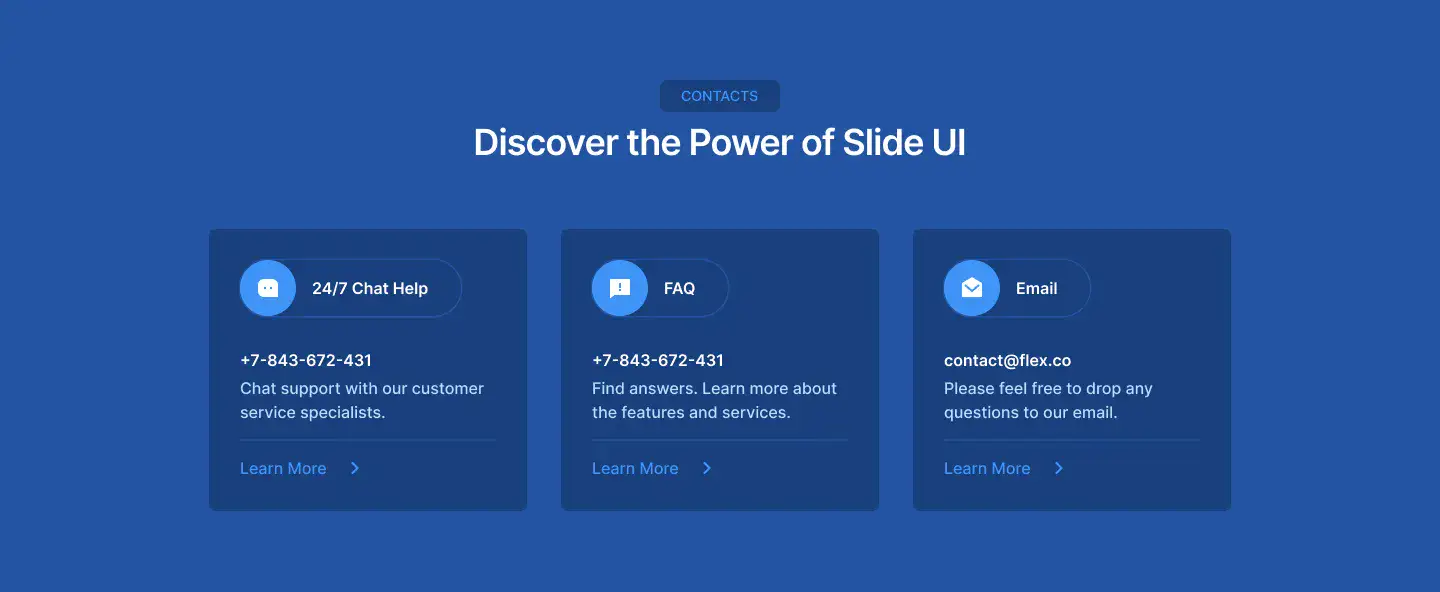 CONTACTS
Discover the Power of Slide UI
24/7 Chat Help
+7-843-672-431
Chat support with our customer
service specialists.
Learn More
FAQ
+7-843-672-431
Find answers. Learn more about
the features and services.
Learn More
Email
contact@flex.co
Please feel free to drop any
questions to our email.
Learn More